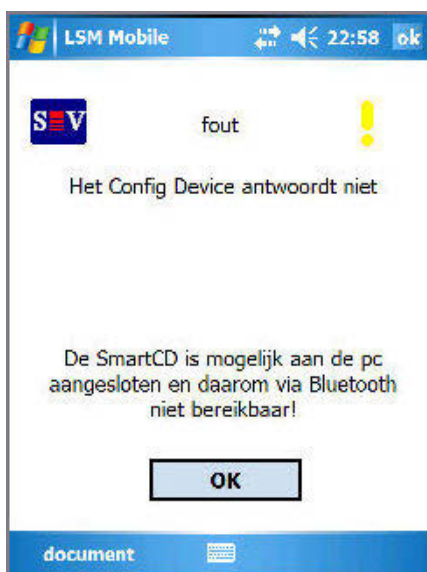 LSM Mobile 22:58 ok
S V fout
Het Config Device antwoordt niet
De SmartCD is mogelijk aan de pc
aangesloten en daarom via Bluetooth
niet bereikbaar!
OK
document